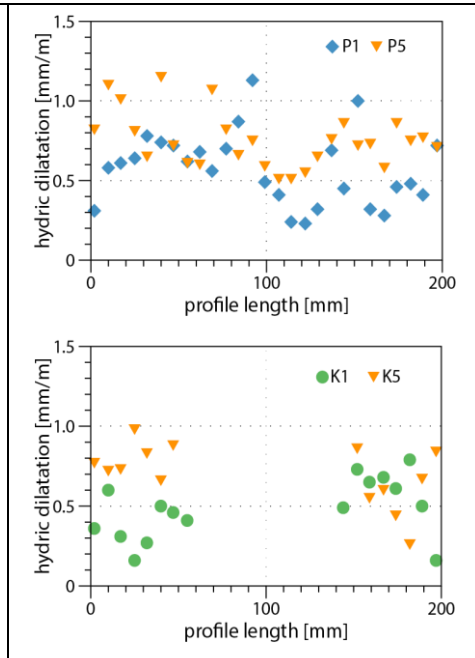 1.5
P1 P5
1.0
0.5
0
hydric dilatation [mm/m]
0 100 200
profile length [mm]
1.5
K1 K5
1.0
0.5
0
hydric dilatation [mm/m]
0 100 200
profile length [mm]